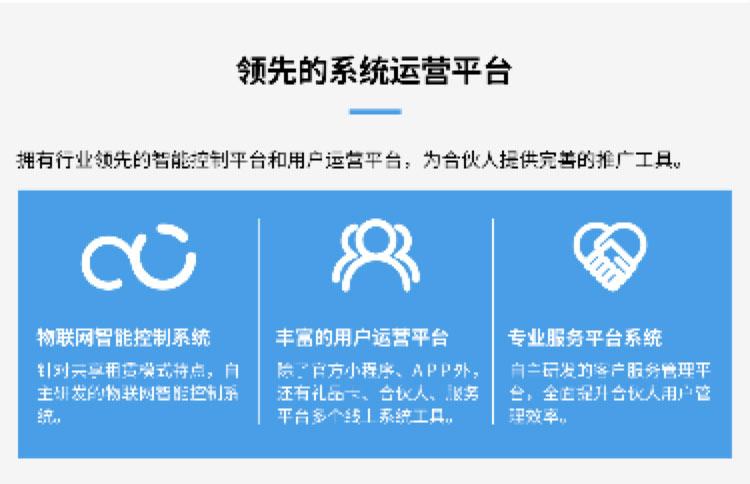 领先的系统运营平台
拥有行业领先的智能控制平台和用户运营平台，为合伙人提供完善的推广工具。
物联网智能控制系统
针对共享租赁模式特点，自
主研发的物联网智能控制系
统。
丰富的用户运营平台
除了官方小程序、APP外，
还有礼品卡、合伙人、服务
平台多个线上系统工具。
专业服务平台系统
自主研发的客户服务管理平
台，全面提升合伙人用户管
理效率。